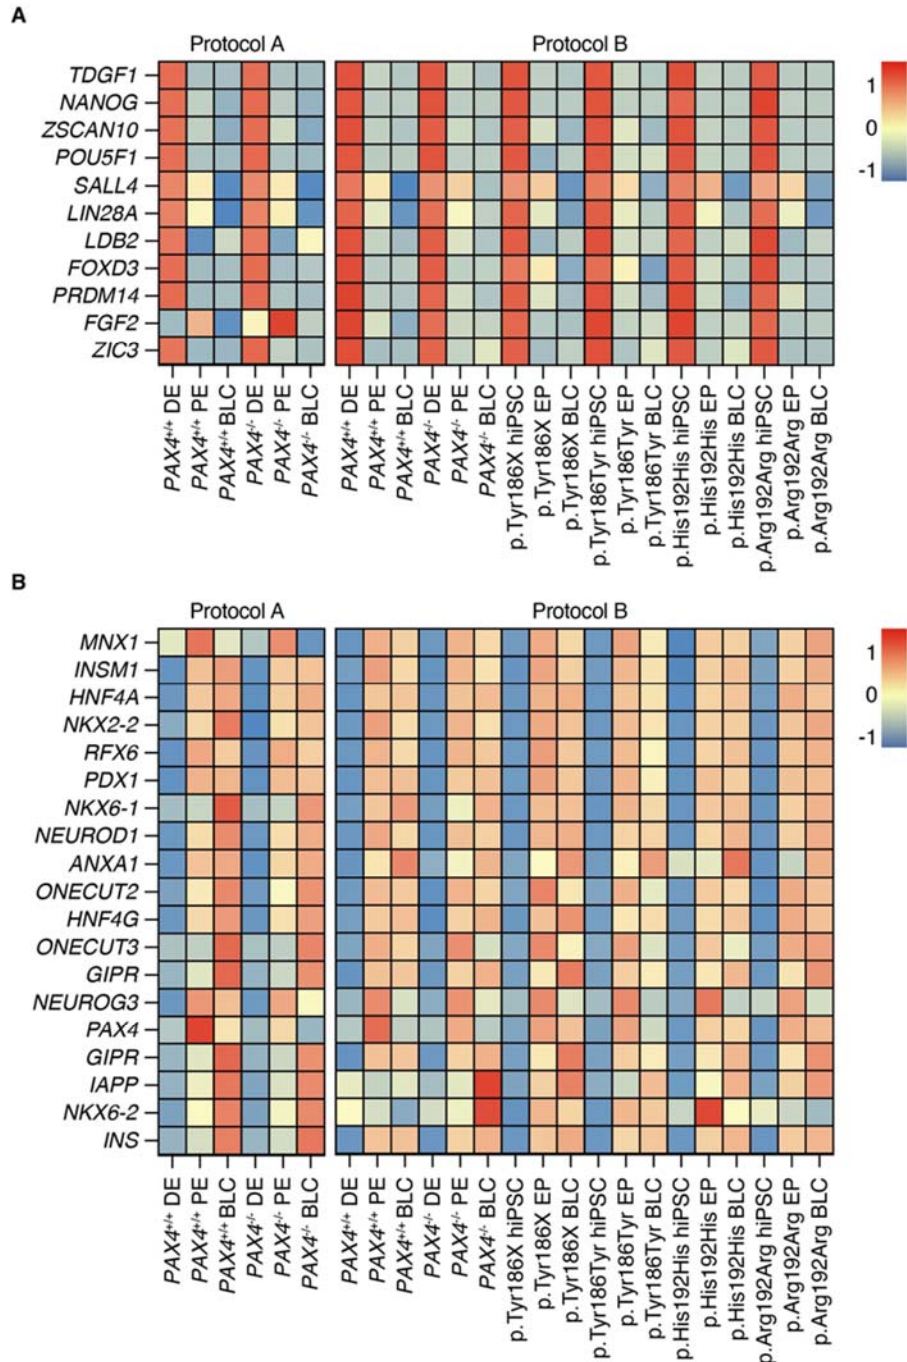 A
Protocol A
Protocol B
TDGF1
NANOG
ZSCAN10
POU5F1
SALL4
LIN28A
LDB2
FOXD3
PRDM14
FGF2
ZIC3
1
0
-1
PAX4+/+ DE
PAX4+/+ PE
PAX4+/+ BLC
PAX4-/- DE
PAX4-/- PE
PAX4-/- BLC
PAX4+/+ DE
PAX4+/+ PE
PAX4+/+ BLC
PAX4-/- DE
PAX4-/- PE
PAX4-/- BLC
p.Tyr186X hiPSC
p.Tyr186X EP
p.Tyr186X BLC
p.Tyr186Tyr hiPSC
p.Tyr186Tyr EP
p.Tyr186Tyr BLC
p.His192His hiPSC
p.His192His EP
p.His192His BLC
p.Arg192Arg hiPSC
p.Arg192Arg EP
p.Arg192Arg BLC
B
Protocol A
Protocol B
MNX1
INSM1
HNF4A
NKX2-2
RFX6
PDX1
NKX6-1
NEUROD1
ANXA1
ONECUT2
HNF4G
ONECUT3
GIPR
NEUROG3
PAX4
GIPR
IAPP
NKX6-2
INS
1
0
-1
PAX4+/+ DE
PAX4+/+ PE
PAX4+/+ BLC
PAX4-/- DE
PAX4-/- PE
PAX4-/- BLC
PAX4+/+ DE
PAX4+/+ PE
PAX4+/+ BLC
PAX4-/- DE
PAX4-/- PE
PAX4-/- BLC
p.Tyr186X hiPSC
p.Tyr186X EP
p.Tyr186X BLC
p.Tyr186Tyr hiPSC
p.Tyr186Tyr EP
p.Tyr186Tyr BLC
p.His192His hiPSC
p.His192His EP
p.His192His BLC
p.Arg192Arg hiPSC
p.Arg192Arg EP
p.Arg192Arg BLC